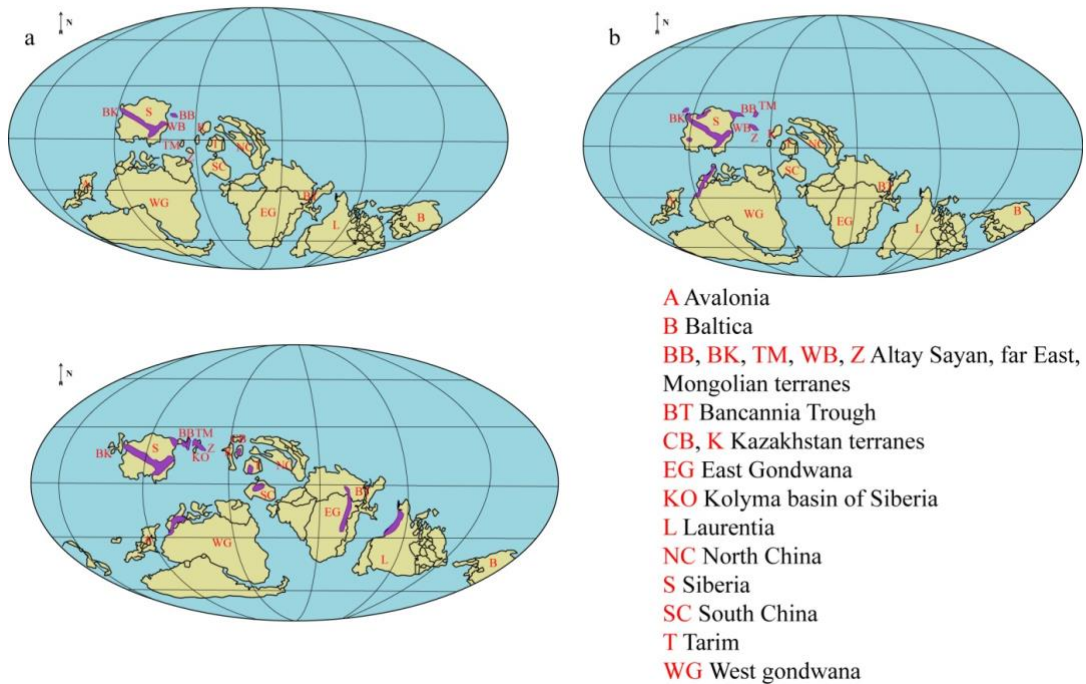 a
N
S
BK
BB
WB
K
TM
Z
T
NC
SC
A
WG
EG
BT
L
B
b
N
BB TM
BK
S
WB
Z
K
NC
SC
WG
EG
BT
L
B
N
BBTM
BK
S
Z
KO
NC
SC
EG
WG
L
B
A Avalonia
B Baltica
BB, BK, TM, WB, Z Altay Sayan, far East,
Mongolian terranes
BT Bancannia Trough
CB, K Kazakhstan terranes
EG East Gondwana
KO Kolyma basin of Siberia
L Laurentia
NC North China
S Siberia
SC South China
T Tarim
WG West gondwana